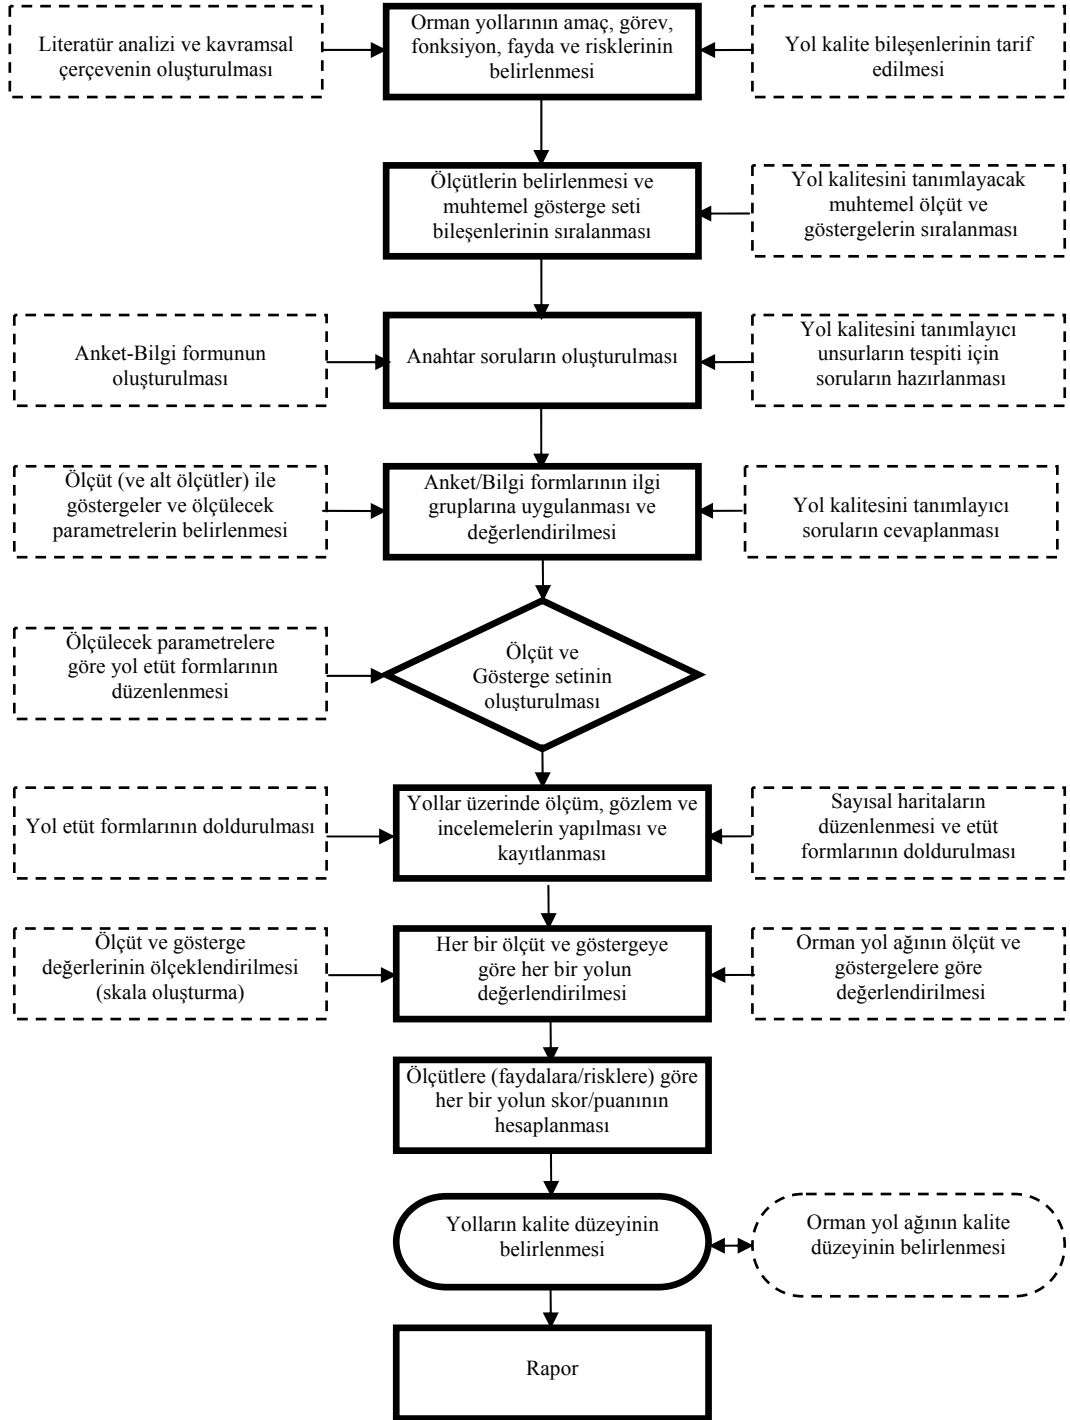 Literatür analizi ve kavramsal
çerçevenin oluşturulması
Orman yollarının amaç, görev,
fonksiyon, fayda ve risklerinin
belirlenmesi
Yol kalite bileşenlerinin tarif
edilmesi
Ölçütlerin belirlenmesi ve
muhtemel gösterge seti
bileşenlerinin sıralanması
Yol kalitesini tanımlayacak
muhtemel ölçüt ve
göstergelerin sıralanması
Anket-Bilgi formunun
oluşturulması
Anahtar soruların oluşturulması
Yol kalitesini tanımlayıcı
unsurların tespiti için
soruların hazırlanması
Ölçüt (ve alt ölçütler) ile
göstergeler ve ölçülecek
parametrelerin belirlenmesi
Anket/Bilgi formlarının ilgi
gruplarına uygulanması ve
değerlendirilmesi
Yol kalitesini tanımlayıcı
soruların cevaplanması
Ölçülecek parametrelere
göre yol etüt formlarının
düzenlenmesi
Ölçüt ve
Gösterge setinin
oluşturulması
Yol etüt formlarının doldurulması
Yollar üzerinde ölçüm, gözlem ve
incelemelerin yapılması ve
kayıtlanması
Sayısal haritaların
düzenlenmesi ve etüt
formlarının doldurulması
Ölçüt ve gösterge
değerlerinin ölçeklendirilmesi
(skala oluşturma)
Her bir ölçüt ve göstergeye
göre her bir yolun
değerlendirilmesi
Orman yol ağının ölçüt ve
göstergelere göre
değerlendirilmesi
Ölçütlere (faydalara/risklere) göre
her bir yolun skor/puanının
hesaplanması
Yolların kalite düzeyinin
belirlenmesi
Orman yol ağının kalite
düzeyinin belirlenmesi
Rapor